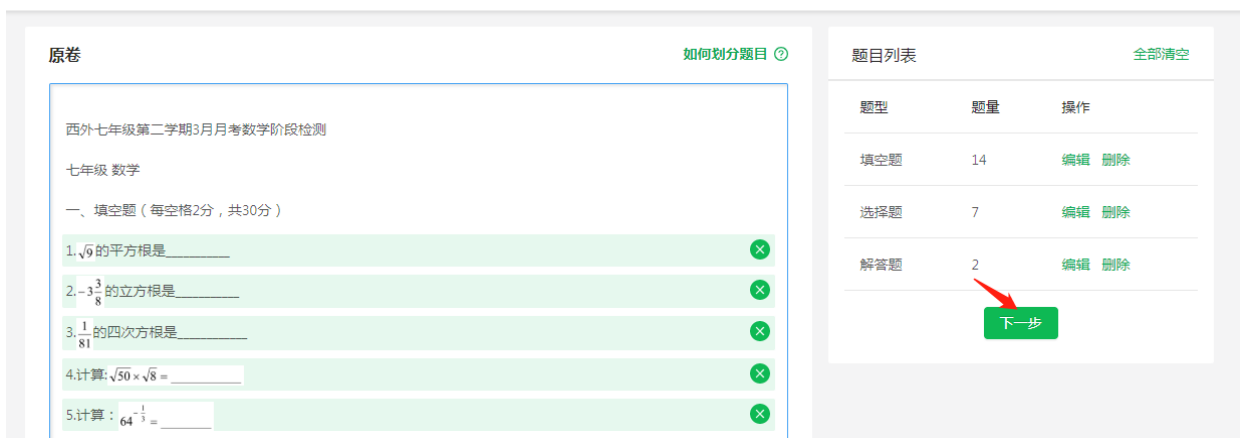 原卷
如何划分题目 ?
西外七年级第二学期3月月考数学阶段检测
七年级 数学
一、填空题（每空格2分，共30分）
1.√9的平方根是_________
2.-3 3/8 的立方根是_________
3.1/81的四次方根是__________
4.计算:√50×√8=__________
5.计算：64^(-1/3)=_______
题目列表
全部清空
题型 题量 操作
填空题 14 编辑 删除
选择题 7 编辑 删除
解答题 2 编辑 删除
下一步